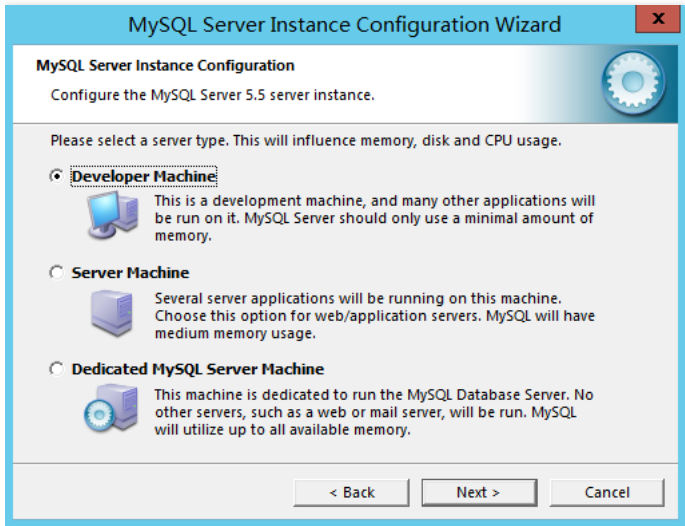 MySQL Server Instance Configuration Wizard
x
MySQL Server Instance Configuration
Configure the MySQL Server 5.5 server instance.
Please select a server type. This will influence memory, disk and CPU usage.
Developer Machine
This is a development machine, and many other applications will
be run on it. MySQL Server should only use a minimal amount of
memory.
Server Machine
Several server applications will be running on this machine.
Choose this option for web/application servers. MySQL will have
medium memory usage.
Dedicated MySQL Server Machine
This machine is dedicated to run the MySQL Database Server. No
other servers, such as a web or mail server, will be run. MySQL
will utilize up to all available memory.
< Back Next > Cancel